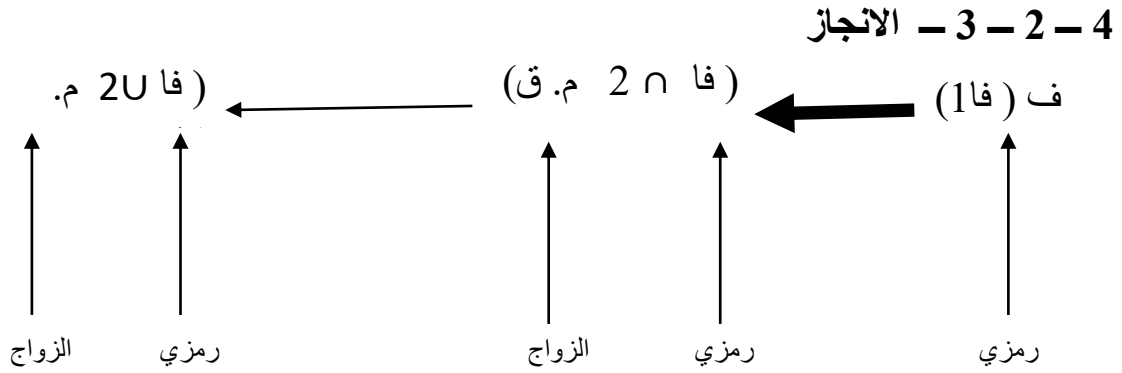 4 – 2 – 3 – الانجاز
ف ( فا1) ( فا ∩ 2 م. ق) ( فا U2 م.
رمزي رمزي الزواج رمزي الزواج